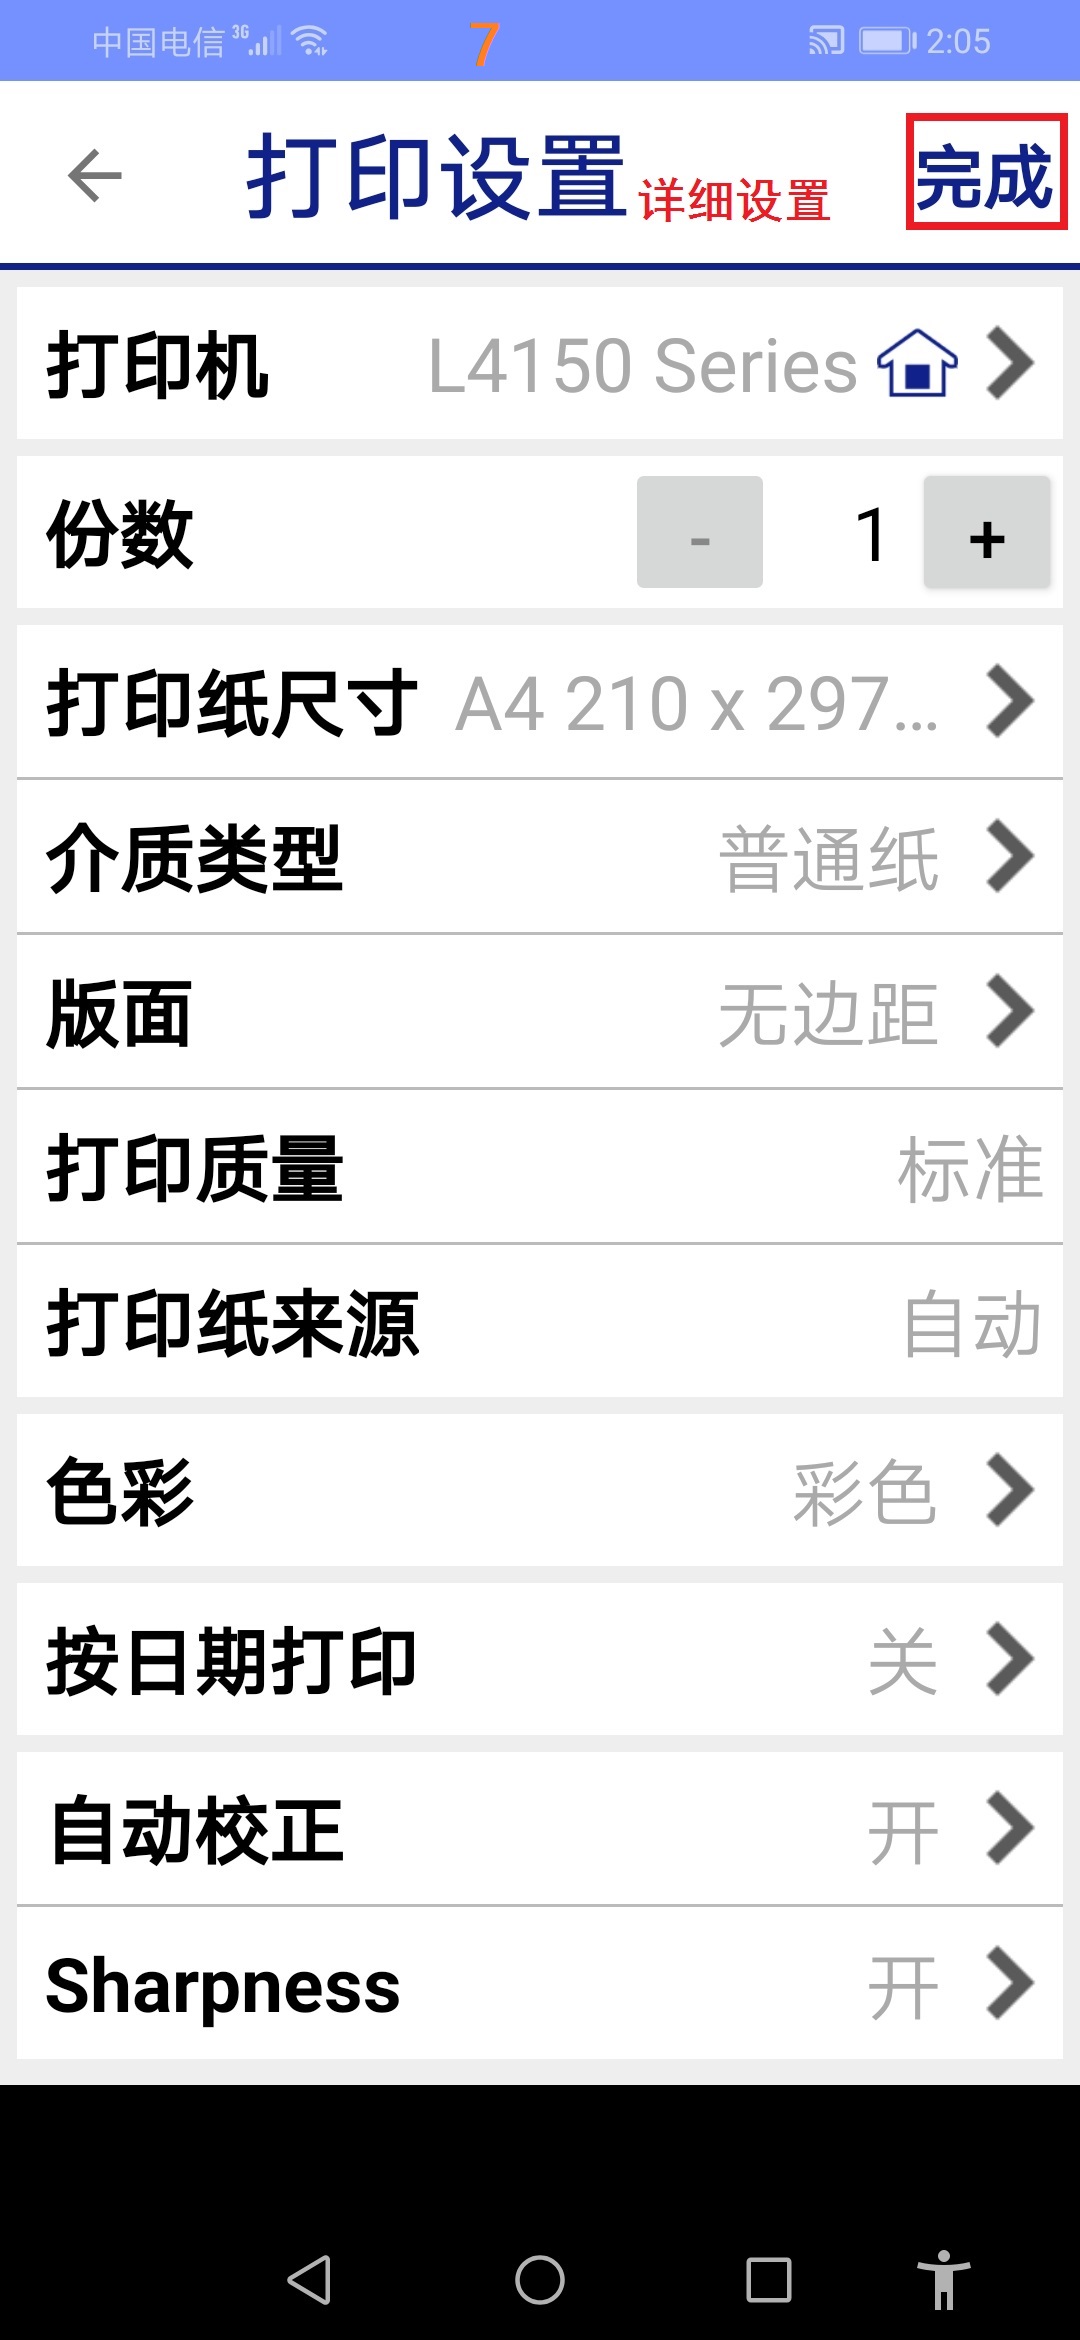 中国电信 3G 7 2:05
打印设置 详细设置 完成
打印机 L4150 Series
份数 - 1 +
打印纸尺寸 A4 210 x 297...
介质类型 普通纸
版面 无边距
打印质量 标准
打印纸来源 自动
色彩 彩色
按日期打印 关
自动校正 开
Sharpness 开